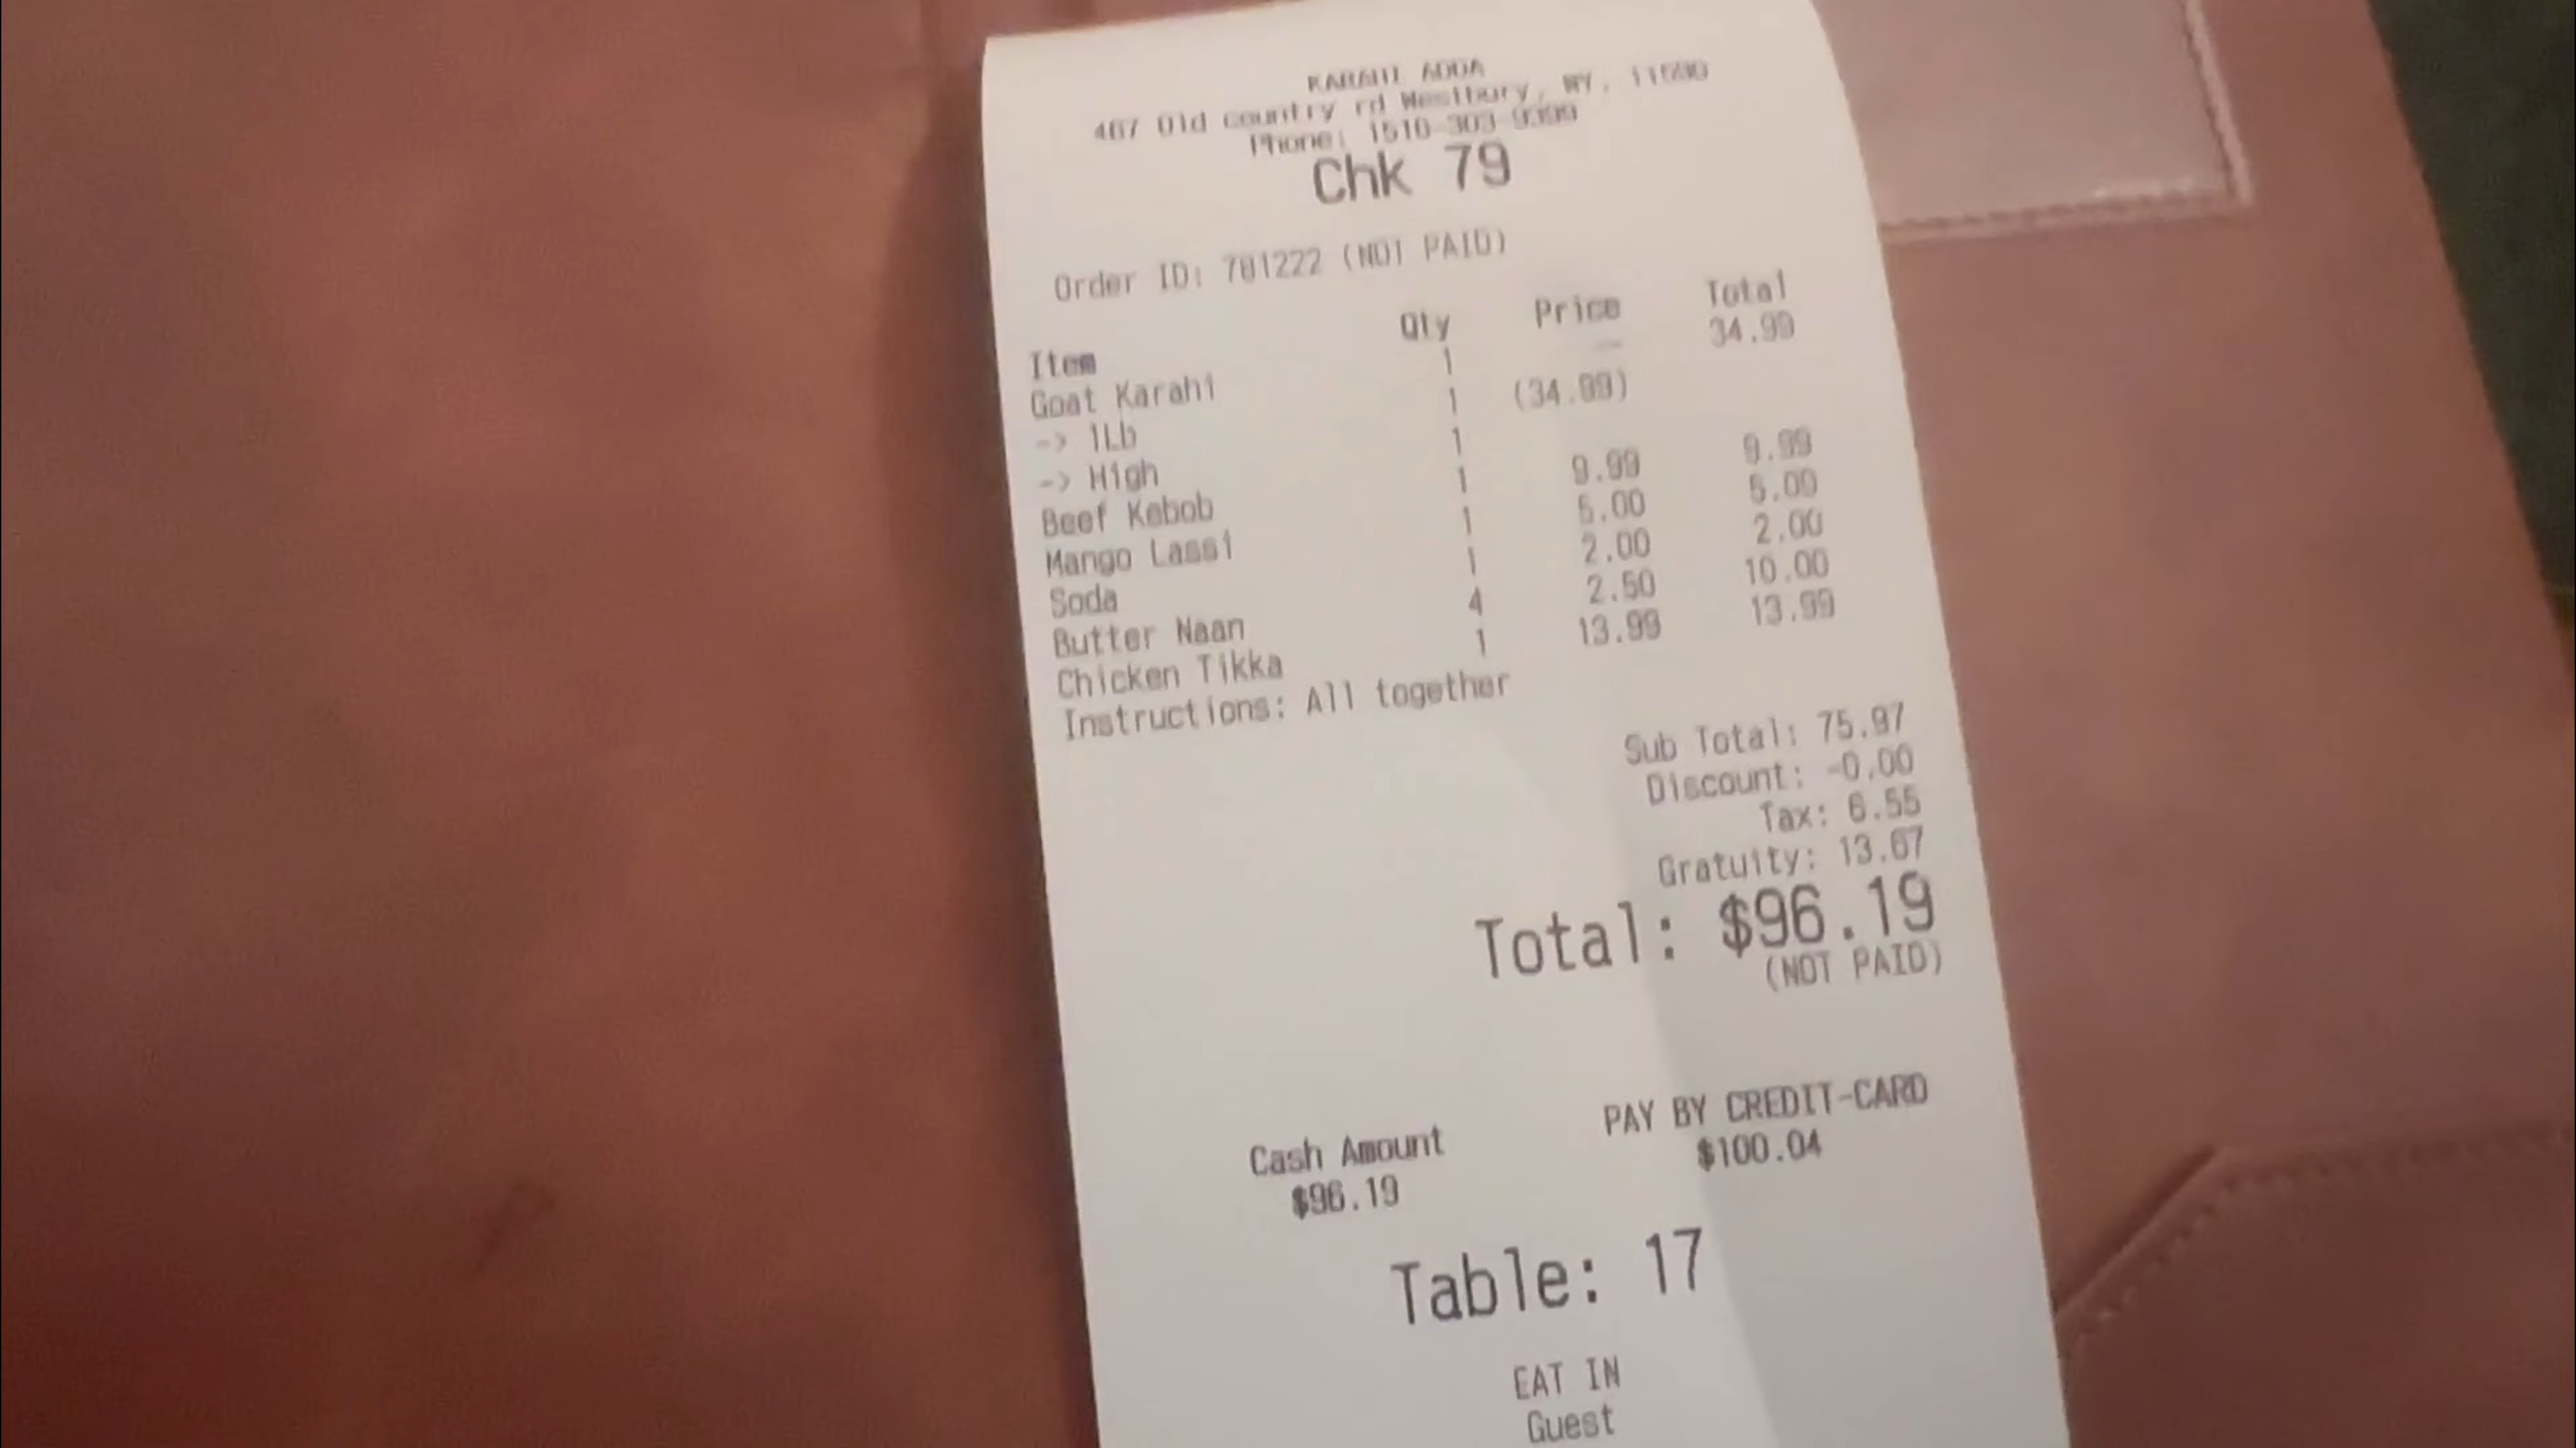 KARAHI ADDA
467 Old country rd Westbury, NY, 11590
Phone: 1516-303-9399
Chk 79
Order ID: 781222 (NOT PAID)
Item Qty Price Total
Goat Karahi 1 34.99
-> 1Lb 1 (34.99)
-> High 1
Beef Kebob 1 9.99 9.99
Mango Lassi 1 5.00 5.00
Soda 1 2.00 2.00
Butter Naan 4 2.50 10.00
Chicken Tikka 1 13.99 13.99
Instructions: All together
Sub Total: 75.97
Discount: -0.00
Tax: 6.55
Gratuity: 13.67
Total: $96.19
(NOT PAID)
Cash Amount PAY BY CREDIT-CARD
$96.19 $100.04
Table: 17
EAT IN
Guest